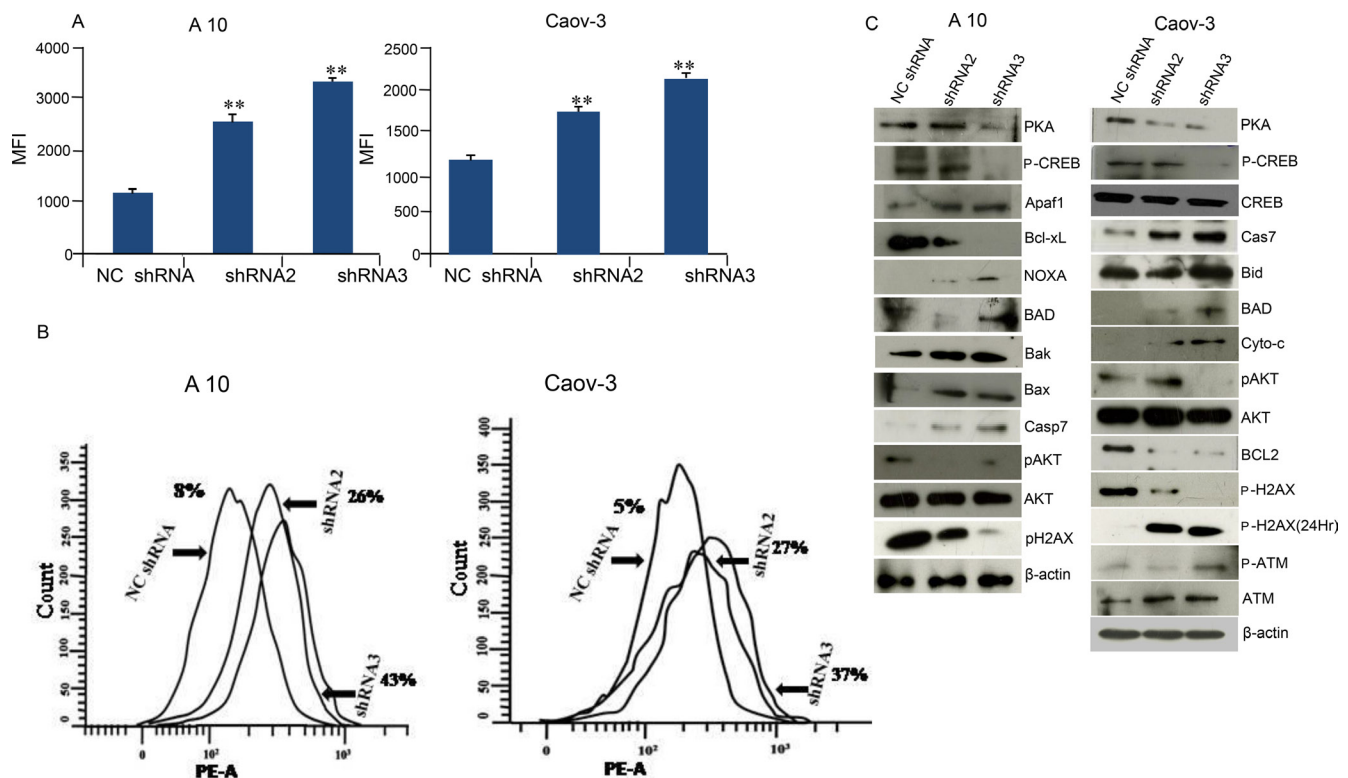 A
A 10
Caov-3
MFI
4000
3000
2000
1000
0
**
**
NC shRNA
shRNA2
shRNA3
MFI
2500
2000
1500
1000
500
0
**
**
NC shRNA
shRNA2
shRNA3
B
A 10
Caov-3
Count
350
300
250
200
150
100
50
0
8%
NC shRNA
shRNA2
26%
shRNA3
43%
0
10²
10³
PE-A
Count
400
350
300
250
200
150
100
50
0
5%
NC shRNA
shRNA2
27%
shRNA3
37%
0
10²
10³
PE-A
C
A 10
NC shRNA
shRNA2
shRNA3
PKA
P-CREB
Apaf1
Bcl-xL
NOXA
BAD
Bak
Bax
Casp7
pAKT
AKT
pH2AX
β-actin
Caov-3
NC shRNA
shRNA2
shRNA3
PKA
P-CREB
CREB
Cas7
Bid
BAD
Cyto-c
pAKT
AKT
BCL2
P-H2AX
P-H2AX(24Hr)
P-ATM
ATM
β-actin